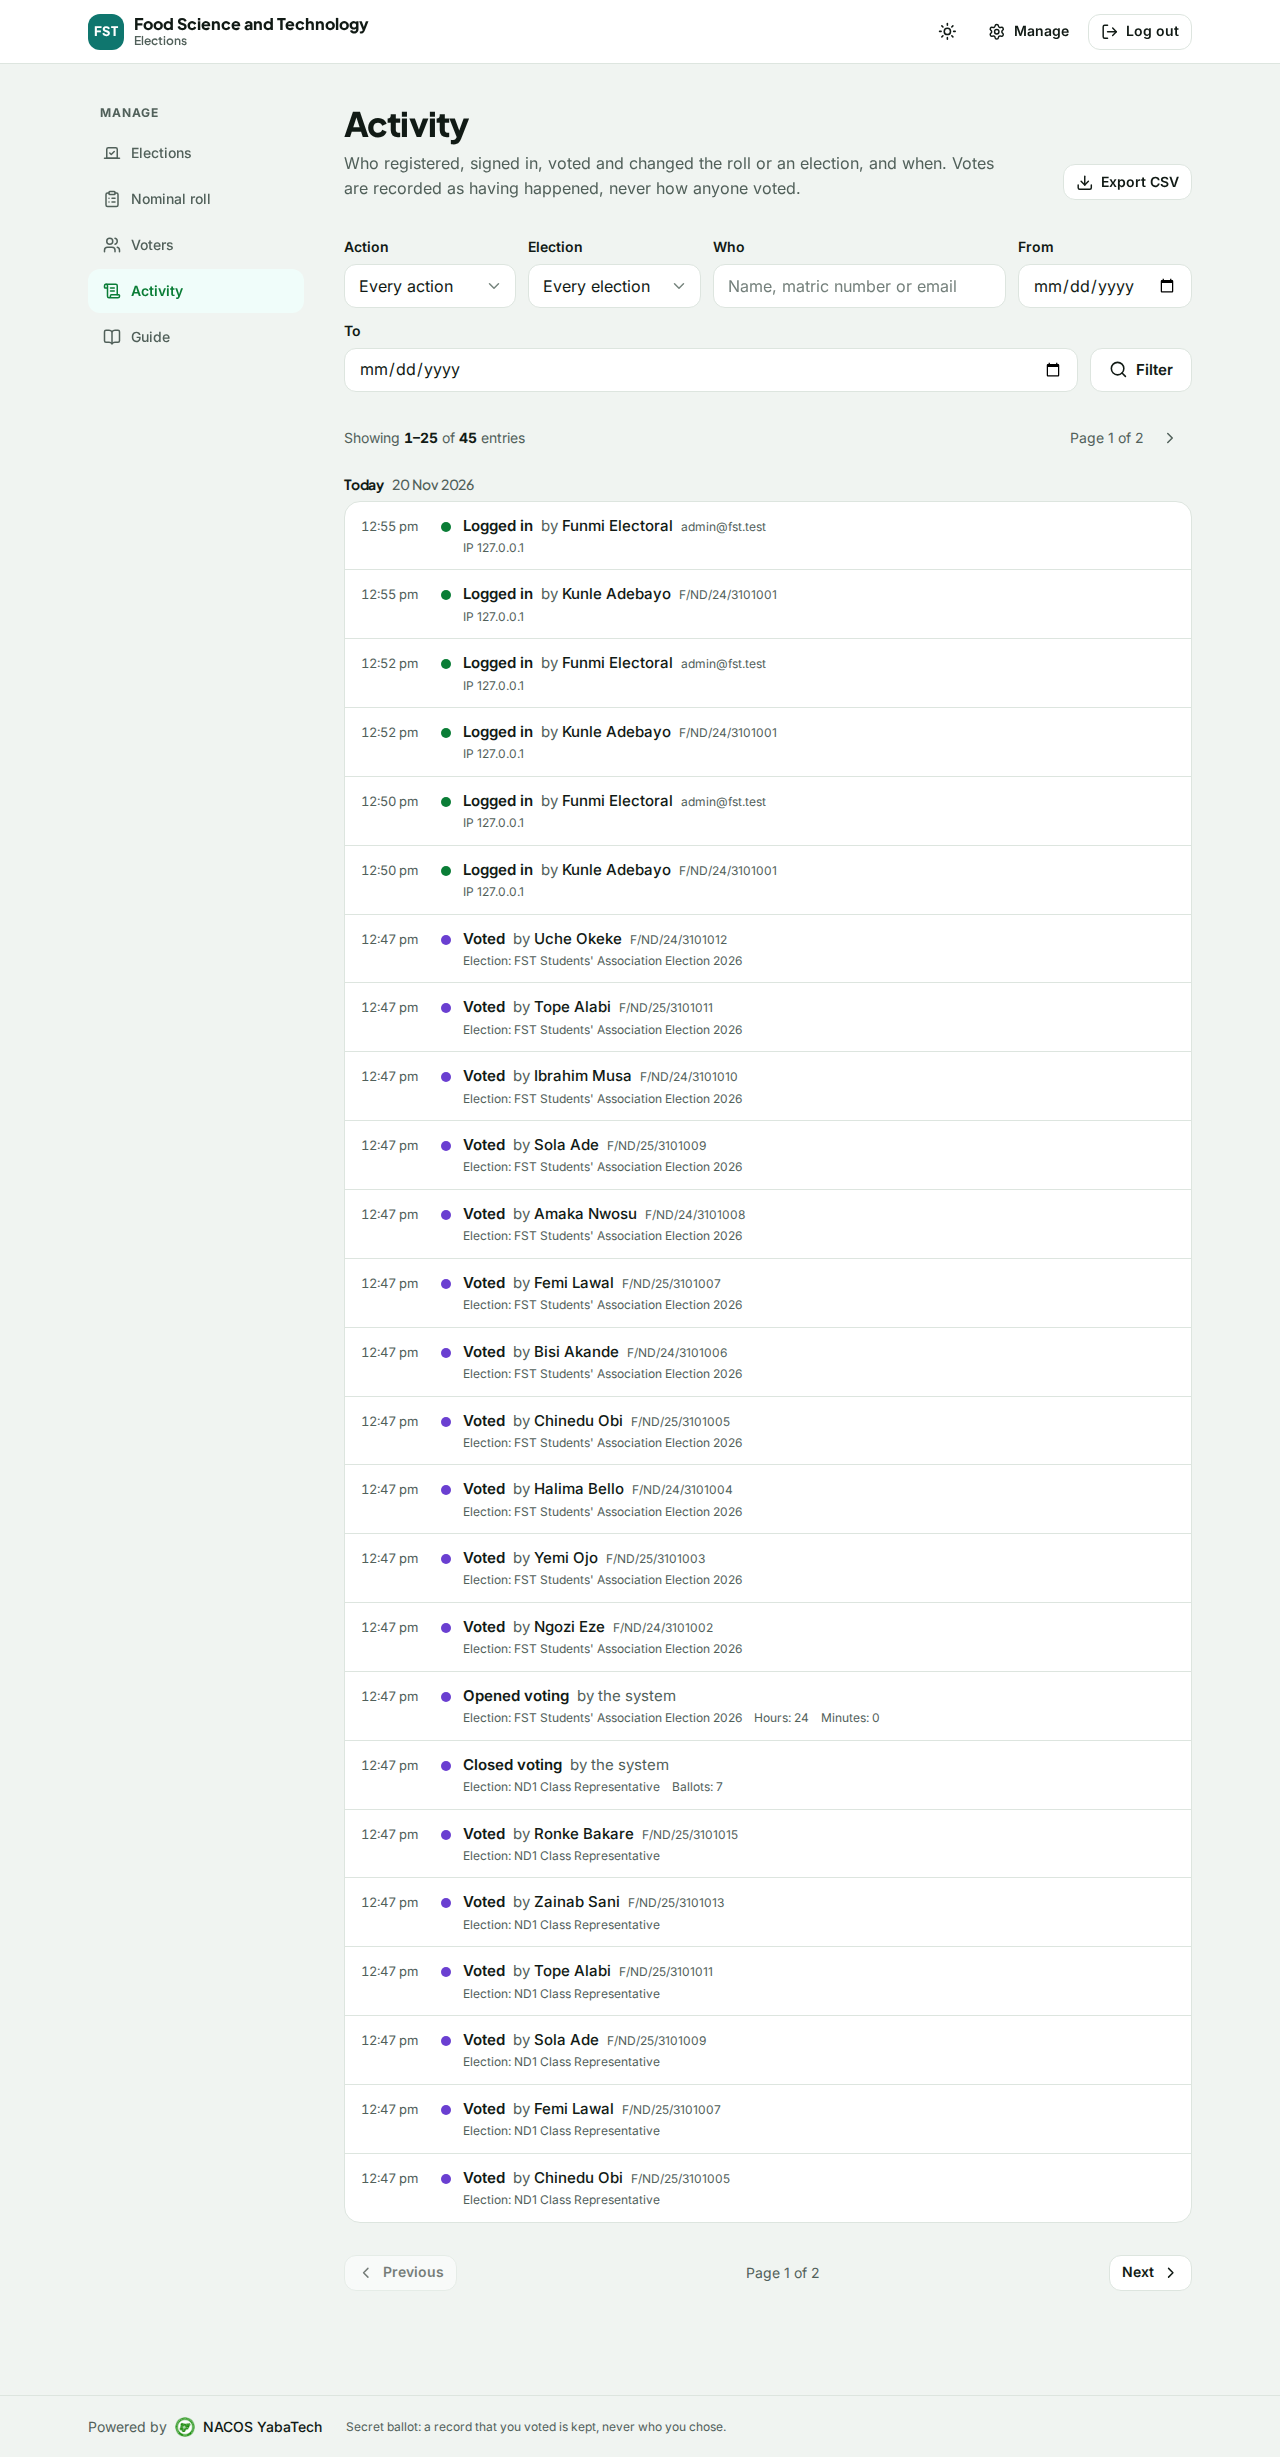 FST
Food Science and Technology
Elections
Manage
Log out
MANAGE
Elections
Nominal roll
Voters
Activity
Guide
Activity
Who registered, signed in, voted and changed the roll or an election, and when. Votes
are recorded as having happened, never how anyone voted.
Export CSV
Action
Election
Who
From
Every action
Every election
Name, matric number or email
mm/dd/yyyy
To
mm/dd/yyyy
Filter
Showing 1–25 of 45 entries
Page 1 of 2
Today 20 Nov 2026
12:55 pm Logged in by Funmi Electoral admin@fst.test
IP 127.0.0.1
12:55 pm Logged in by Kunle Adebayo F/ND/24/3101001
IP 127.0.0.1
12:52 pm Logged in by Funmi Electoral admin@fst.test
IP 127.0.0.1
12:52 pm Logged in by Kunle Adebayo F/ND/24/3101001
IP 127.0.0.1
12:50 pm Logged in by Funmi Electoral admin@fst.test
IP 127.0.0.1
12:50 pm Logged in by Kunle Adebayo F/ND/24/3101001
IP 127.0.0.1
12:47 pm Voted by Uche Okeke F/ND/24/3101012
Election: FST Students' Association Election 2026
12:47 pm Voted by Tope Alabi F/ND/25/3101011
Election: FST Students' Association Election 2026
12:47 pm Voted by Ibrahim Musa F/ND/24/3101010
Election: FST Students' Association Election 2026
12:47 pm Voted by Sola Ade F/ND/25/3101009
Election: FST Students' Association Election 2026
12:47 pm Voted by Amaka Nwosu F/ND/24/3101008
Election: FST Students' Association Election 2026
12:47 pm Voted by Femi Lawal F/ND/25/3101007
Election: FST Students' Association Election 2026
12:47 pm Voted by Bisi Akande F/ND/24/3101006
Election: FST Students' Association Election 2026
12:47 pm Voted by Chinedu Obi F/ND/25/3101005
Election: FST Students' Association Election 2026
12:47 pm Voted by Halima Bello F/ND/24/3101004
Election: FST Students' Association Election 2026
12:47 pm Voted by Yemi Ojo F/ND/25/3101003
Election: FST Students' Association Election 2026
12:47 pm Voted by Ngozi Eze F/ND/24/3101002
Election: FST Students' Association Election 2026
12:47 pm Opened voting by the system
Election: FST Students' Association Election 2026 Hours: 24 Minutes: 0
12:47 pm Closed voting by the system
Election: ND1 Class Representative Ballots: 7
12:47 pm Voted by Ronke Bakare F/ND/25/3101015
Election: ND1 Class Representative
12:47 pm Voted by Zainab Sani F/ND/25/3101013
Election: ND1 Class Representative
12:47 pm Voted by Tope Alabi F/ND/25/3101011
Election: ND1 Class Representative
12:47 pm Voted by Sola Ade F/ND/25/3101009
Election: ND1 Class Representative
12:47 pm Voted by Femi Lawal F/ND/25/3101007
Election: ND1 Class Representative
12:47 pm Voted by Chinedu Obi F/ND/25/3101005
Election: ND1 Class Representative
Previous
Page 1 of 2
Next
Powered by NACOS YabaTech
Secret ballot: a record that you voted is kept, never who you chose.